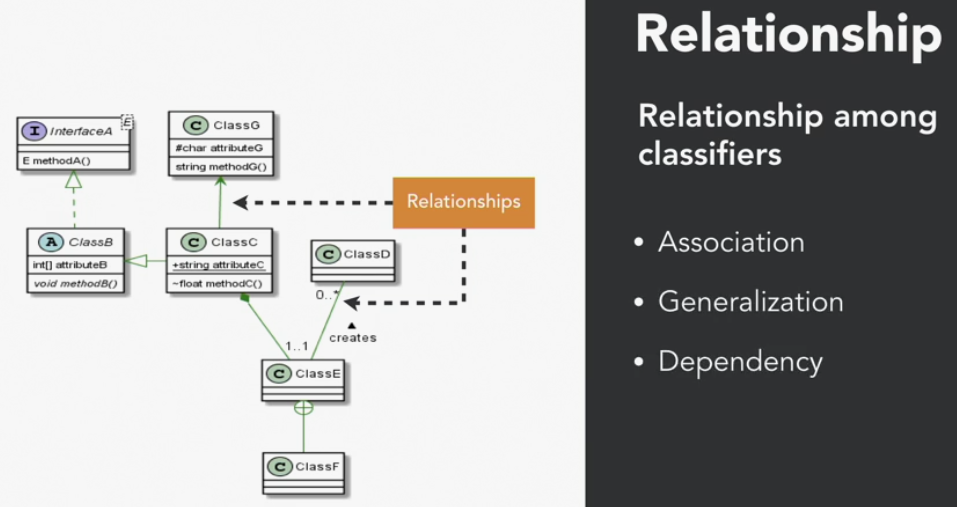 Relationship
Relationship among
classifiers
• Association
• Generalization
• Dependency
I InterfaceA E
E methodA()
C ClassG
#char attributeG
string methodG()
Relationships
A ClassB
int[] attributeB
void methodB()
C ClassC
+string attributeC
~float methodC()
C ClassD
0..*
creates
1..1
C ClassE
C ClassF